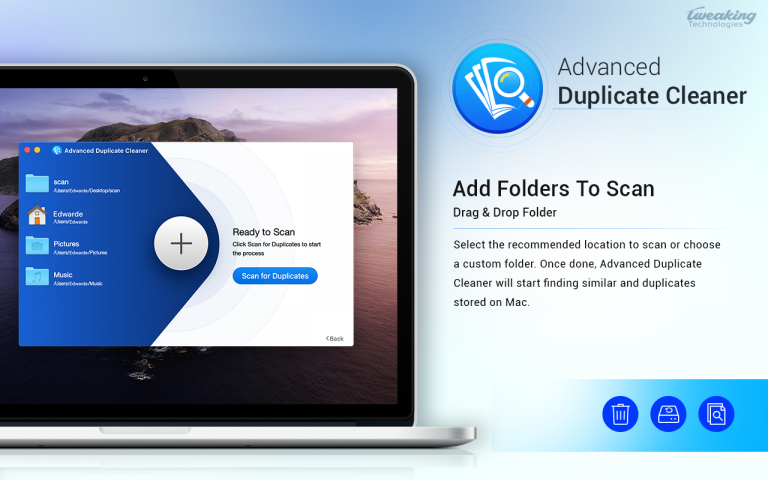 tweaking
Technologies
Advanced
Duplicate Cleaner
Advanced Duplicate Cleaner
scan
/Users/Edwarde/Desktop/scan
Edwarde
/Users/Edwarde
Pictures
/Users/Edwarde/Pictures
Music
/Users/Edwarde/Music
Ready to Scan
Click Scan for Duplicates to start
the process
Scan for Duplicates
Back
Add Folders To Scan
Drag & Drop Folder
Select the recommended location to scan or choose
a custom folder. Once done, Advanced Duplicate
Cleaner will start finding similar and duplicates
stored on Mac.